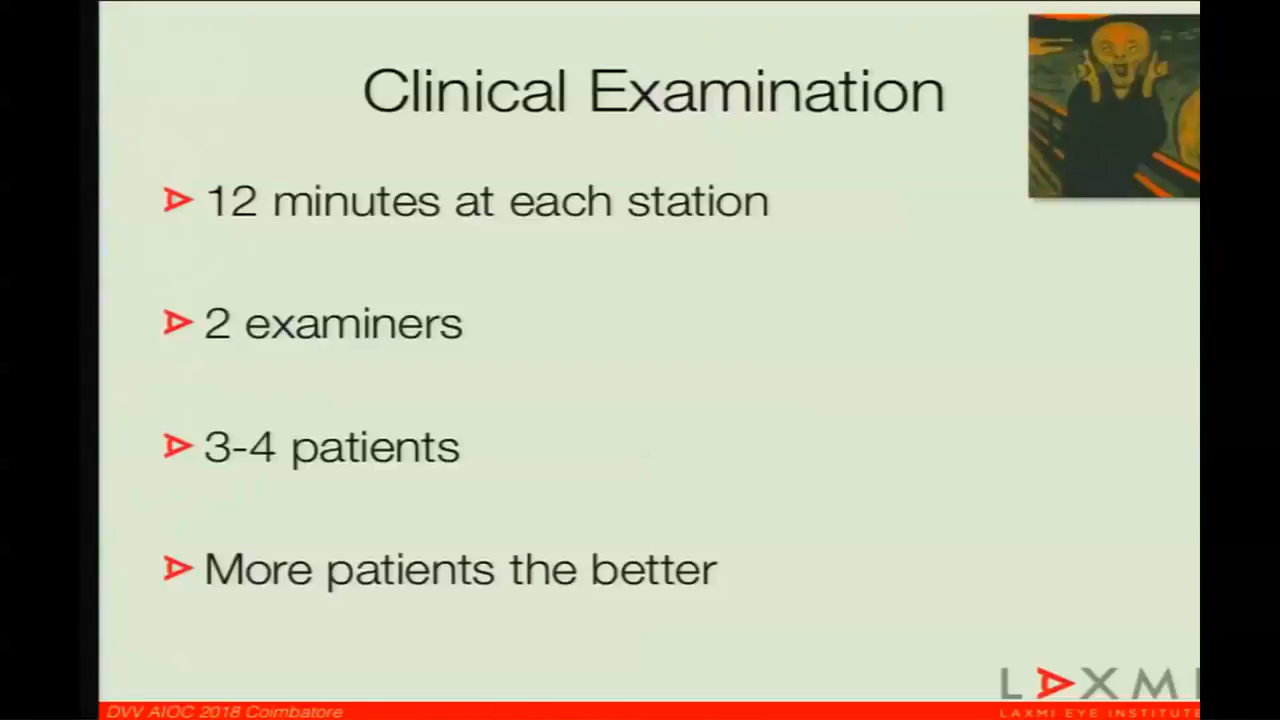 Clinical Examination
12 minutes at each station
2 examiners
3-4 patients
More patients the better
LAXMI
LAXMI EYE INSTITUTE
DVV AIOC 2018 Coimbatore